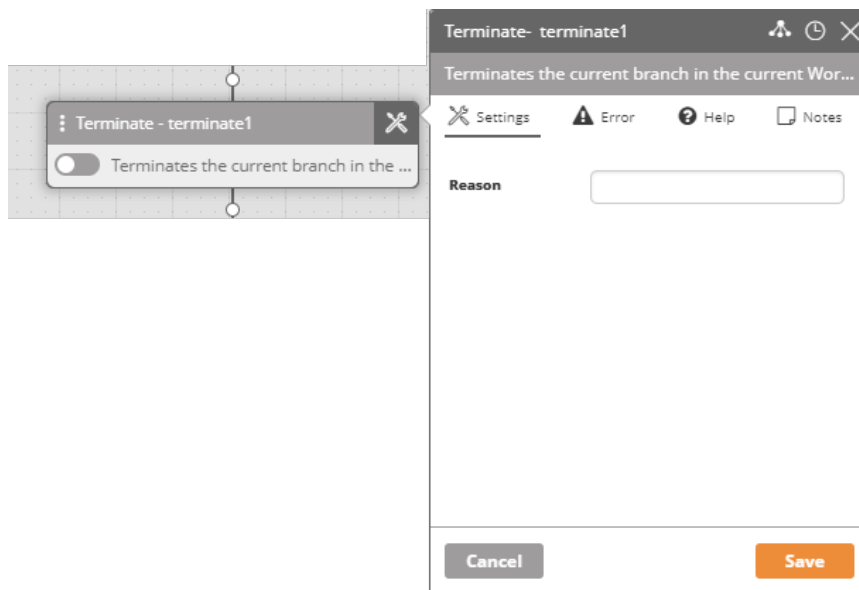 Terminate - terminate1
Terminates the current branch in the ...
Terminate- terminate1
Terminates the current branch in the current Wor...
Settings
Error
Help
Notes
Reason
Cancel
Save